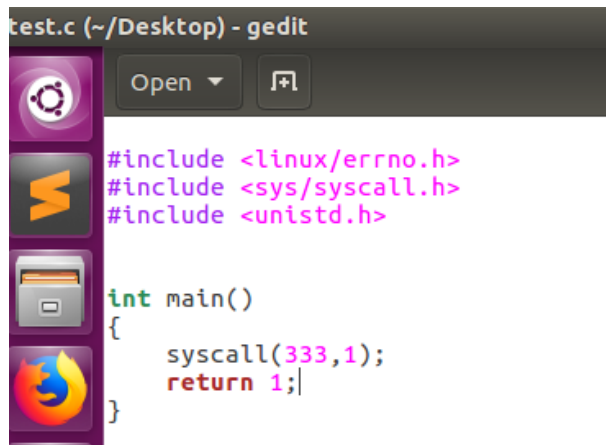 test.c (~/Desktop) - gedit
Open
#include <linux/errno.h>
#include <sys/syscall.h>
#include <unistd.h>
int main()
{
    syscall(333,1);
    return 1;
}